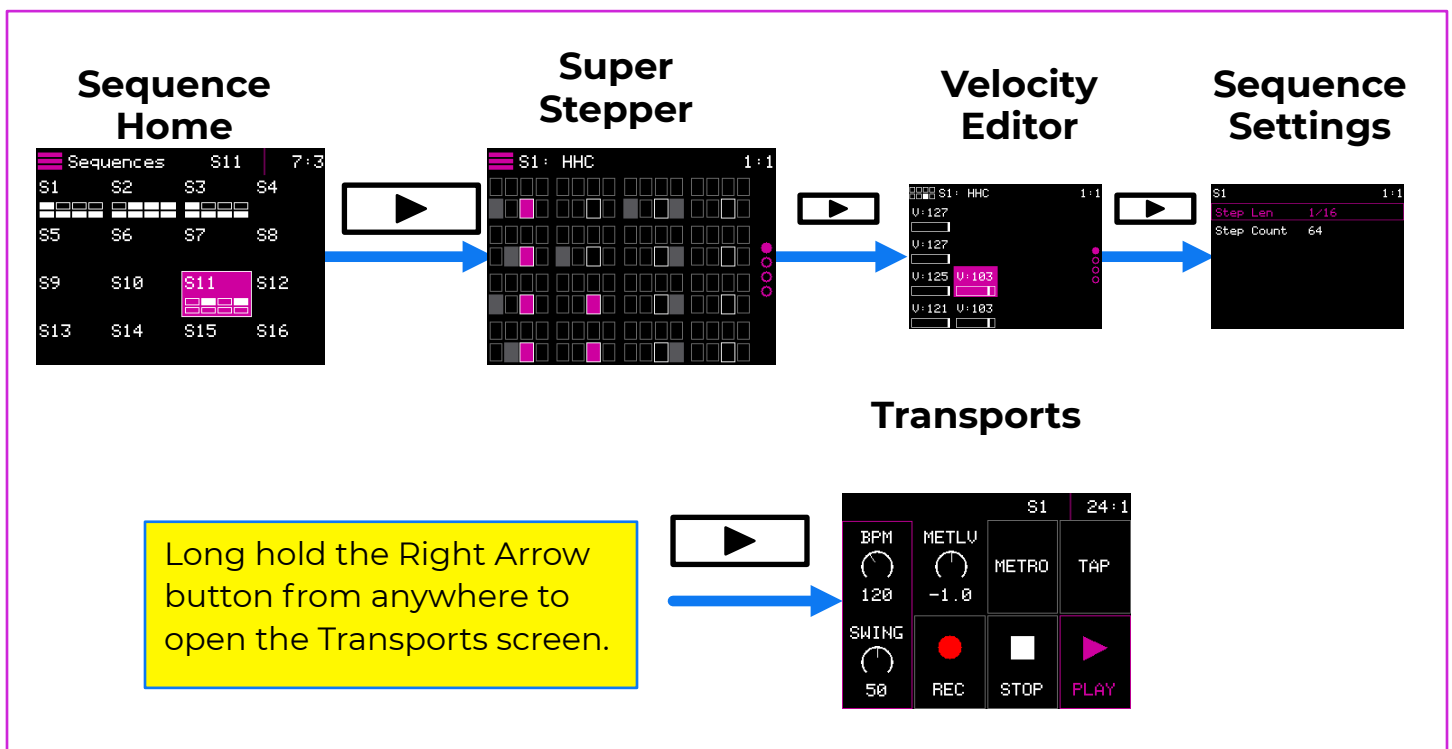 Sequence
Home
Super
Stepper
Velocity
Editor
Sequence
Settings
Sequences S11 7:3
S1 S2 S3 S4
S5 S6 S7 S8
S9 S10 S11 S12
S13 S14 S15 S16
S1: HHC 1:1
S1: HHC 1:1
V:127
V:127
V:125 V:103
V:121 V:103
S1 1:1
Step Len 1/16
Step Count 64
Transports
Long hold the Right Arrow
button from anywhere to
open the Transports screen.
S1 24:1
BPM METLV METRO TAP
120 -1.0
SWING
50 REC STOP PLAY